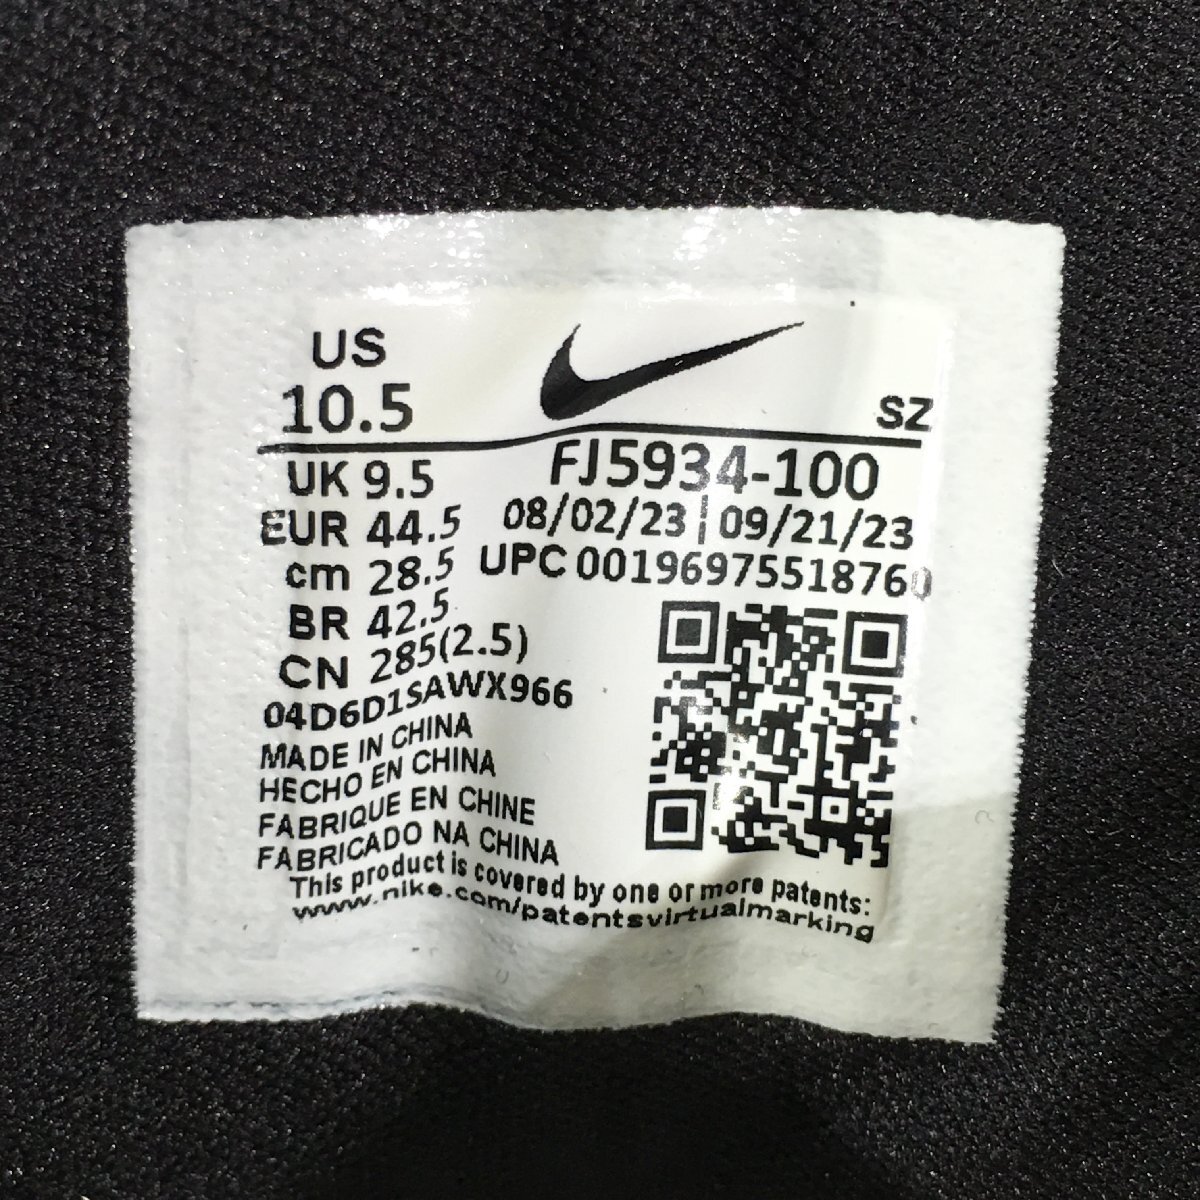 US
10.5
SZ
UK 9.5
FJ5934-100
EUR 44.5
08/02/23 | 09/21/23
cm 28.5
UPC 00196975518760
BR 42.5
CN 285(2.5)
04D6D1SAWX966
MADE IN CHINA
HECHO EN CHINA
FABRIQUE EN CHINE
FABRICADO NA CHINA
This product is covered by one or more patents:
www.nike.com/patentsvirtualmarking